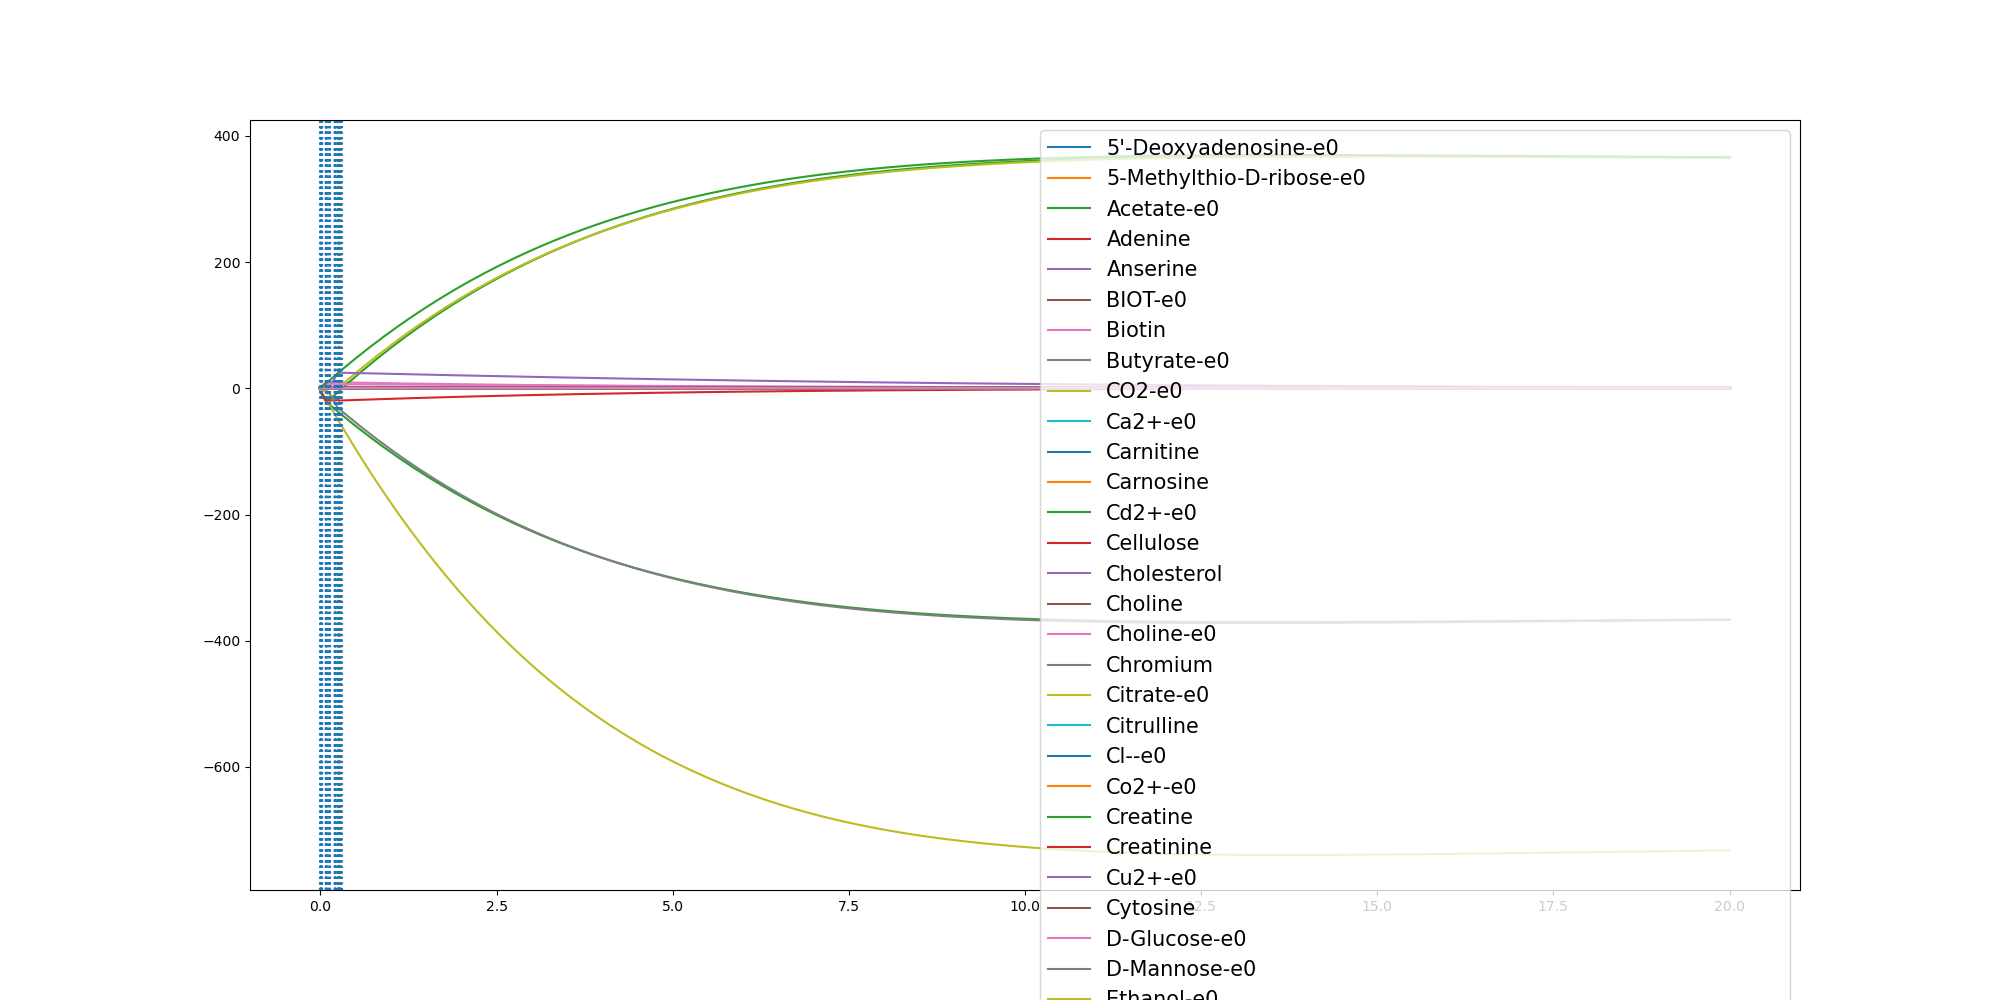 400
200
0
−200
−400
−600
0.0
2.5
5.0
7.5
10.0
12.5
15.0
17.5
20.0
5'-Deoxyadenosine-e0
5-Methylthio-D-ribose-e0
Acetate-e0
Adenine
Anserine
BIOT-e0
Biotin
Butyrate-e0
CO2-e0
Ca2+-e0
Carnitine
Carnosine
Cd2+-e0
Cellulose
Cholesterol
Choline
Choline-e0
Chromium
Citrate-e0
Citrulline
Cl--e0
Co2+-e0
Creatine
Creatinine
Cu2+-e0
Cytosine
D-Glucose-e0
D-Mannose-e0
Ethanol-e0